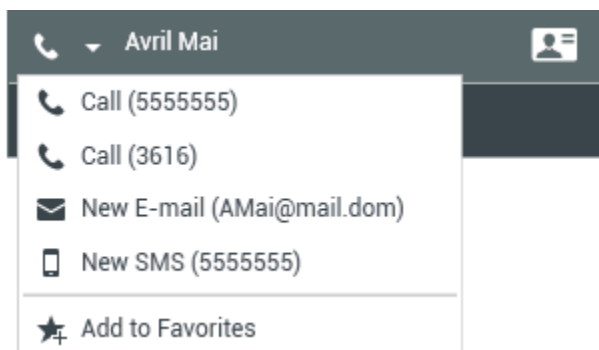 Avril Mai
Call (5555555)
Call (3616)
New E-mail (AMai@mail.dom)
New SMS (5555555)
Add to Favorites